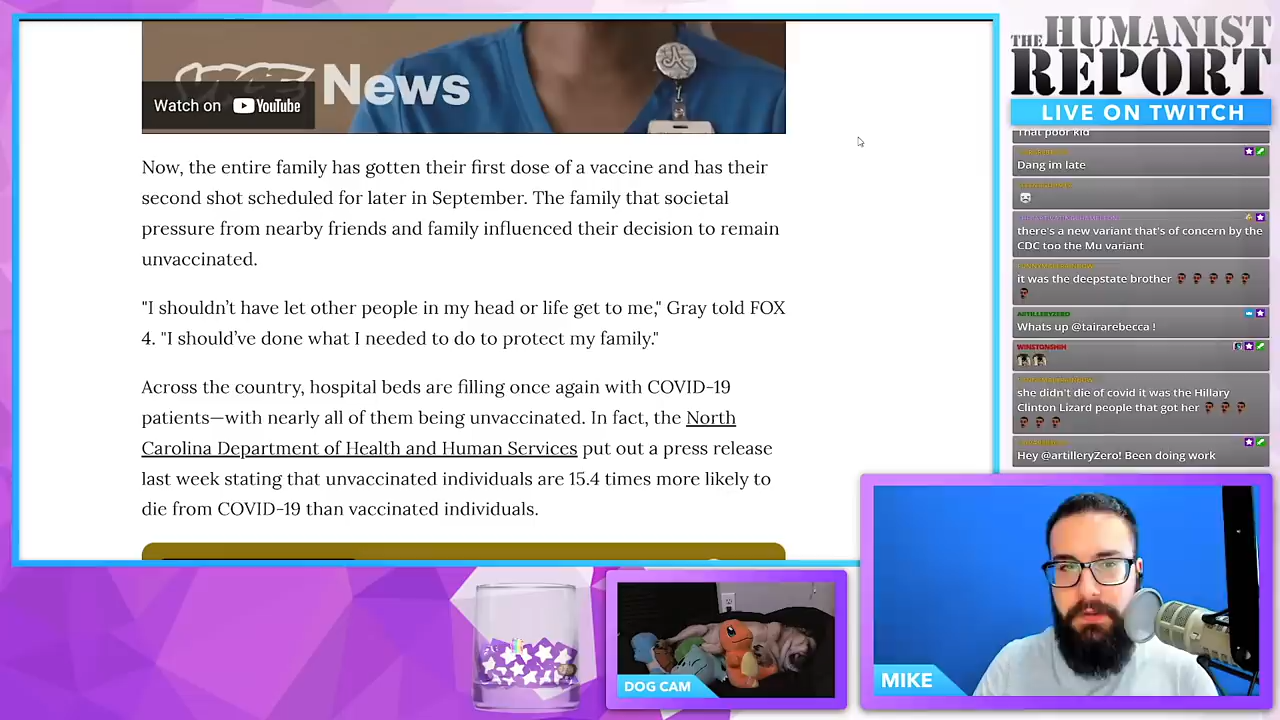 VICE News
Watch on YouTube
Now, the entire family has gotten their first dose of a vaccine and has their
second shot scheduled for later in September. The family that societal
pressure from nearby friends and family influenced their decision to remain
unvaccinated.
"I shouldn't have let other people in my head or life get to me," Gray told FOX
4. "I should've done what I needed to do to protect my family."
Across the country, hospital beds are filling once again with COVID-19
patients—with nearly all of them being unvaccinated. In fact, the North
Carolina Department of Health and Human Services put out a press release
last week stating that unvaccinated individuals are 15.4 times more likely to
die from COVID-19 than vaccinated individuals.
THE HUMANIST
REPORT
LIVE ON TWITCH
That poor kid
Dang im late
there's a new variant that's of concern by the
CDC too the Mu variant
it was the deepstate brother
ARTILLERYZERO
Whats up @tairarebecca !
WINSTONSHIH
she didn't die of covid it was the Hillary
Clinton Lizard people that got her
Hey @artilleryZero! Been doing work
DOG CAM
MIKE